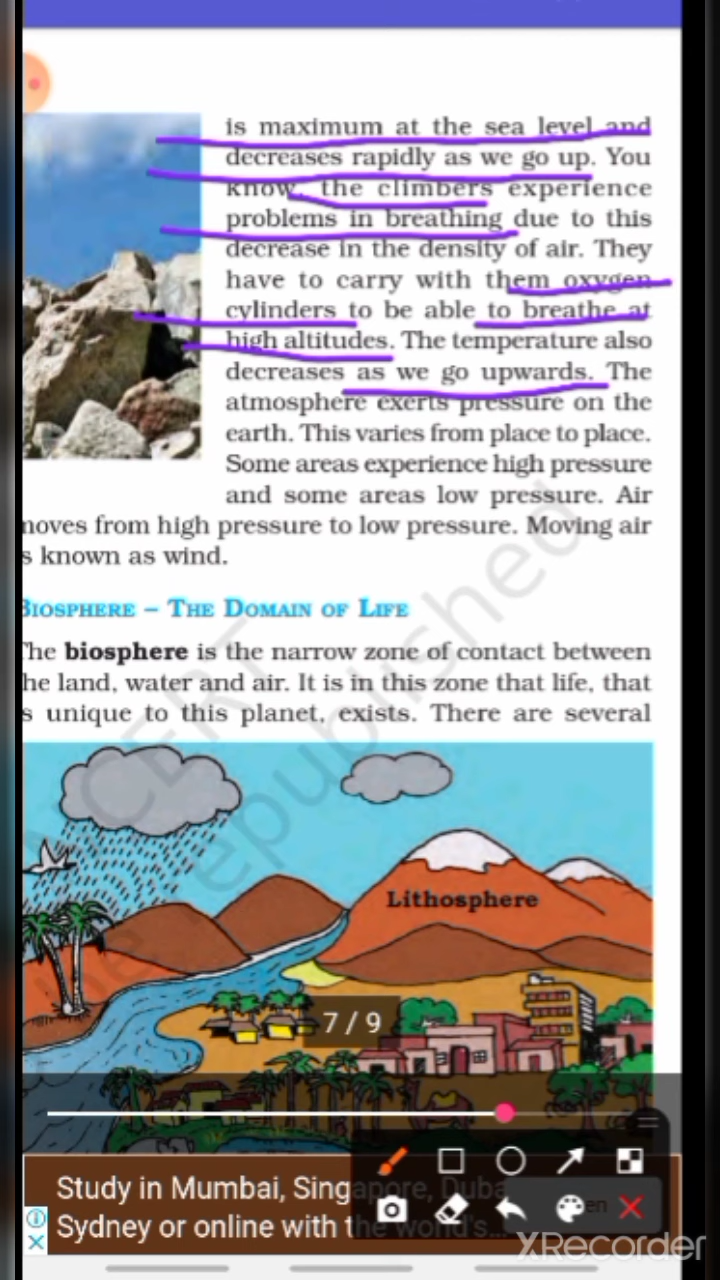 is maximum at the sea level and
decreases rapidly as we go up. You
know, the climbers experience
problems in breathing due to this
decrease in the density of air. They
have to carry with them oxygen
cylinders to be able to breathe at
high altitudes. The temperature also
decreases as we go upwards. The
atmosphere exerts pressure on the
earth. This varies from place to place.
Some areas experience high pressure
and some areas low pressure. Air
moves from high pressure to low pressure. Moving air
s known as wind.
BIOSPHERE – THE DOMAIN OF LIFE
The biosphere is the narrow zone of contact between
he land, water and air. It is in this zone that life, that
s unique to this planet, exists. There are several
Lithosphere
7 / 9
Study in Mumbai, Singapore, Duba
Sydney or online with the world's...
en
XRecorder